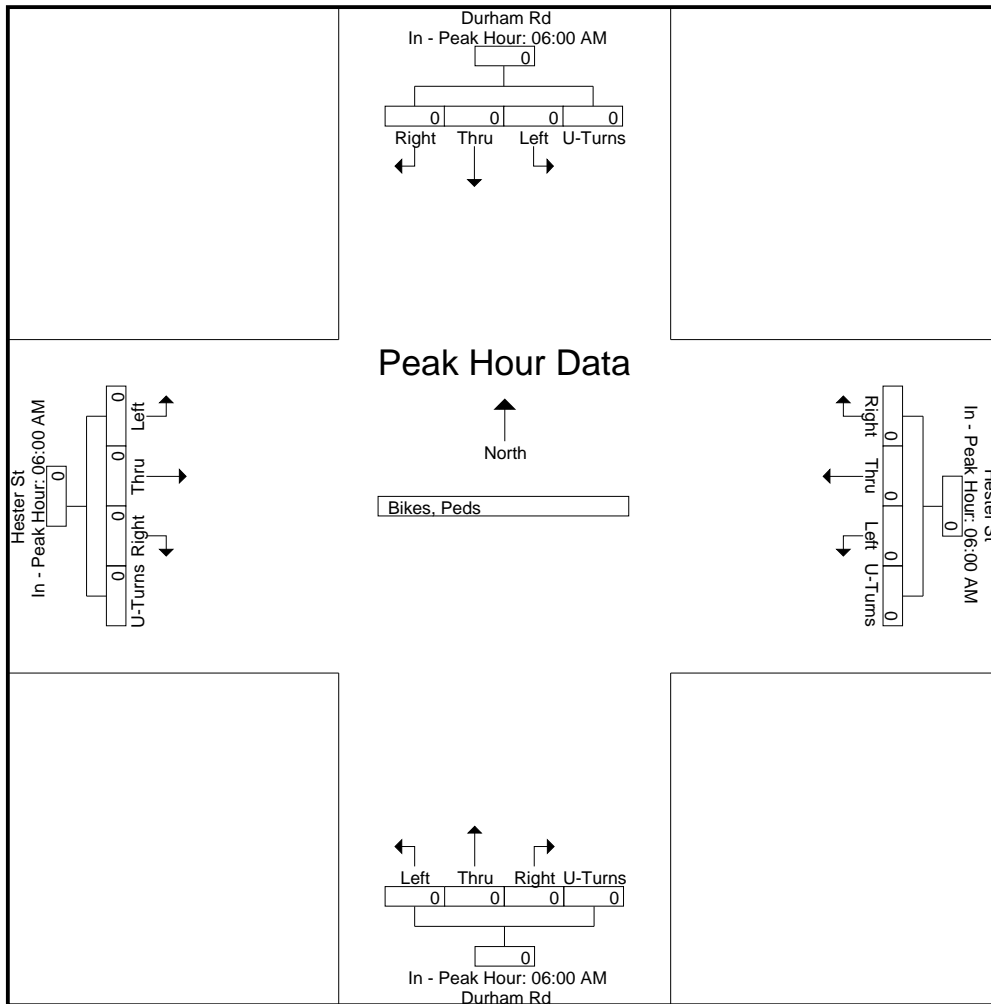 Durham Rd
In - Peak Hour: 06:00 AM
0
0 0 0 0
Right Thru Left U-Turns
Peak Hour Data
North
Bikes, Peds
Hester St
In - Peak Hour: 06:00 AM
0
0 0 0 0
Left Thru Right U-Turns
Right Thru Left U-Turns
0 0 0 0
0
In - Peak Hour: 06:00 AM
Hester St
Left Thru Right U-Turns
0 0 0 0
0
In - Peak Hour: 06:00 AM
Durham Rd